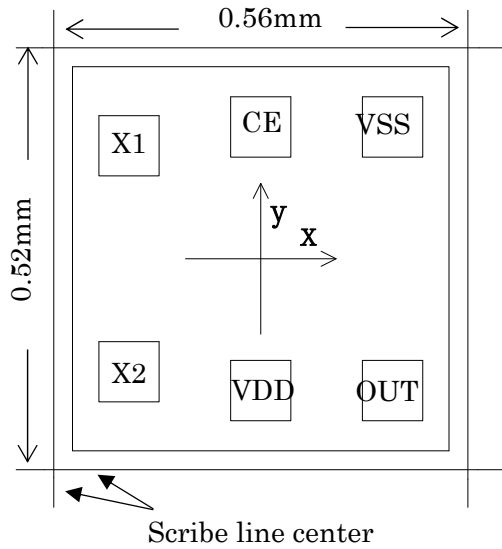 0.56mm
CE VSS
X1
y
x
0.52mm
X2
VDD OUT
Scribe line center